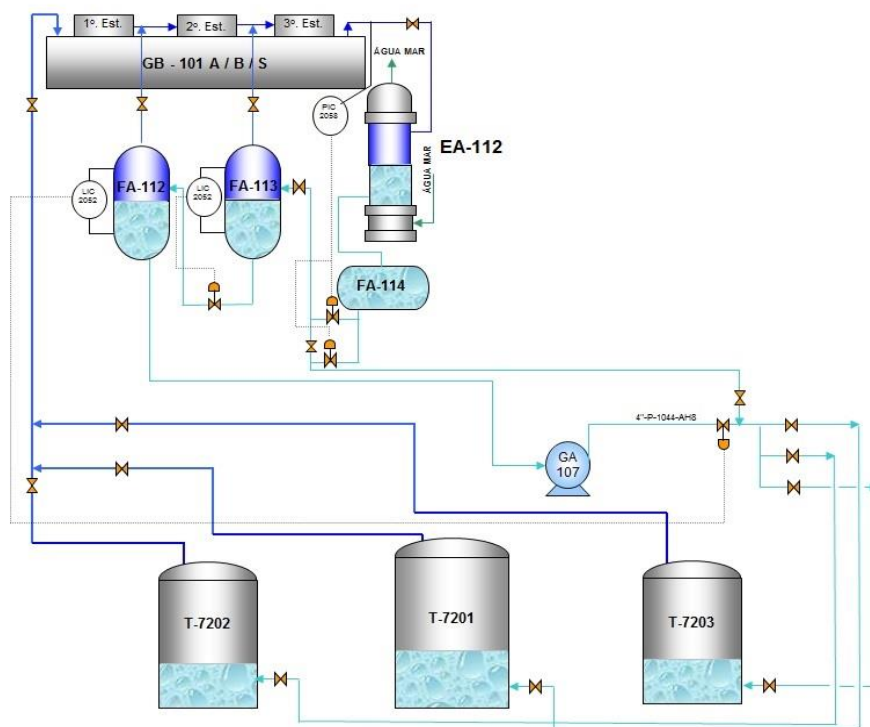 1º. Est.
2º. Est.
3º. Est.
GB - 101 A / B / S
ÁGUA MAR
PIC
2058
EA-112
ÁGUA MAR
FA-112
FA-113
LIC
2052
LIC
2052
FA-114
4"-P-1044-AH8
GA
107
T-7202
T-7201
T-7203